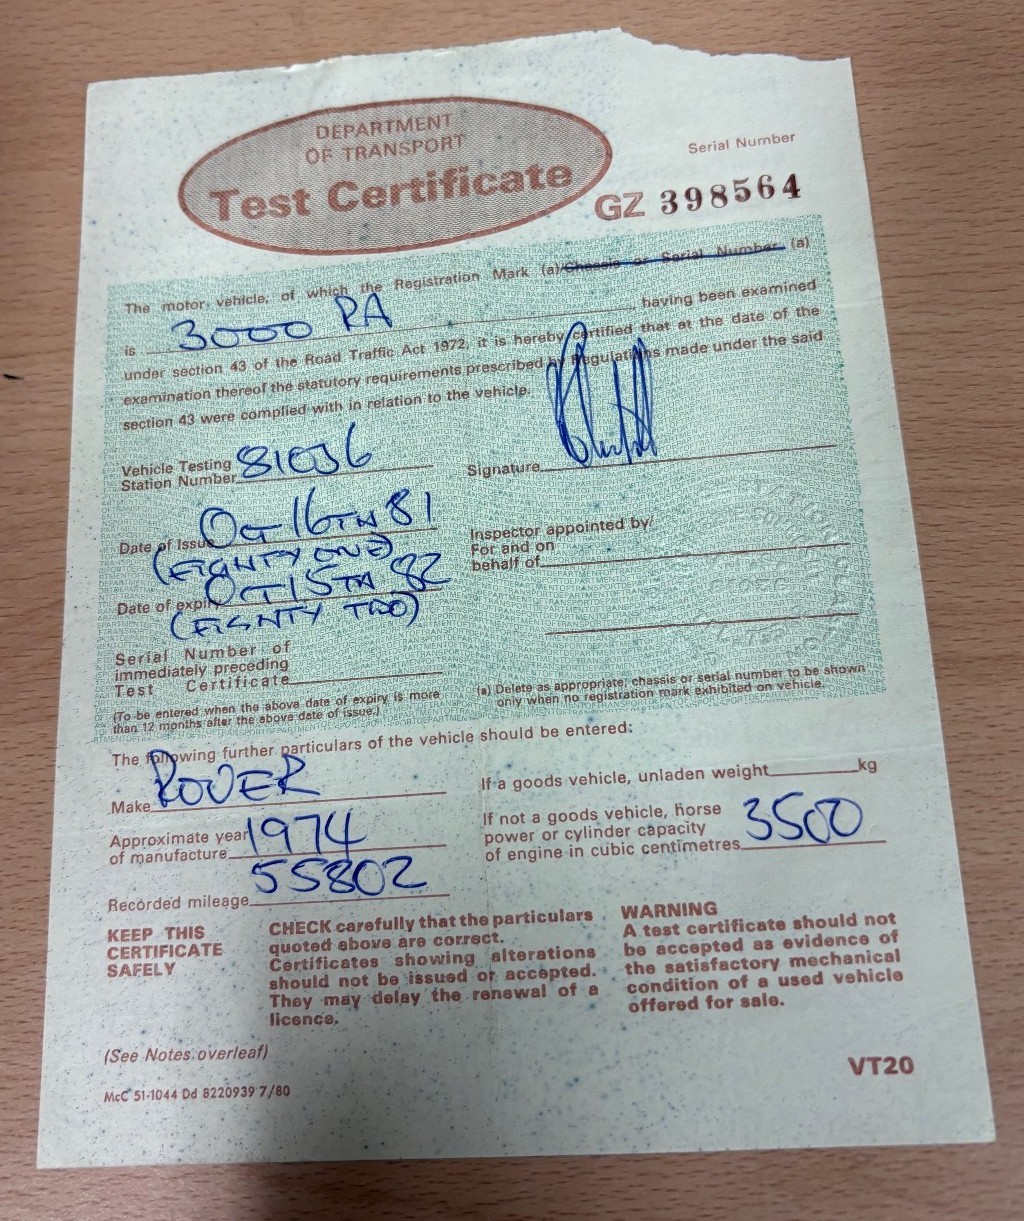 DEPARTMENT
OF TRANSPORT
Test Certificate
Serial Number
GZ 398564
The motor vehicle, of which the Registration Mark (a)/Chassis or Serial Number (a)
is 3000 RA having been examined
under section 43 of the Road Traffic Act 1972, it is hereby certified that at the date of the
examination thereof the statutory requirements prescribed by Regulations made under the said
section 43 were complied with in relation to the vehicle.
Vehicle Testing
Station Number 81036
Signature
Date of Issue Oct 16TH 81
(EIGHTY ONE)
Inspector appointed by/
For and on
behalf of
Date of expiry OCT 15TH 82
(EIGHTY TWO)
Serial Number of
immediately preceding
Test Certificate
(To be entered when the above date of expiry is more
than 12 months after the above date of issue.)
(a) Delete as appropriate, chassis or serial number to be shown
only when no registration mark exhibited on vehicle.
The following further particulars of the vehicle should be entered:
Make ROVER
If a goods vehicle, unladen weight kg
Approximate year
of manufacture 1974
If not a goods vehicle, horse
power or cylinder capacity
of engine in cubic centimetres 3500
Recorded mileage 55802
KEEP THIS
CERTIFICATE
SAFELY
CHECK carefully that the particulars
quoted above are correct.
Certificates showing alterations
should not be issued or accepted.
They may delay the renewal of a
licence.
WARNING
A test certificate should not
be accepted as evidence of
the satisfactory mechanical
condition of a used vehicle
offered for sale.
(See Notes overleaf)
McC 51-1044 Dd 8220939 7/80
VT20